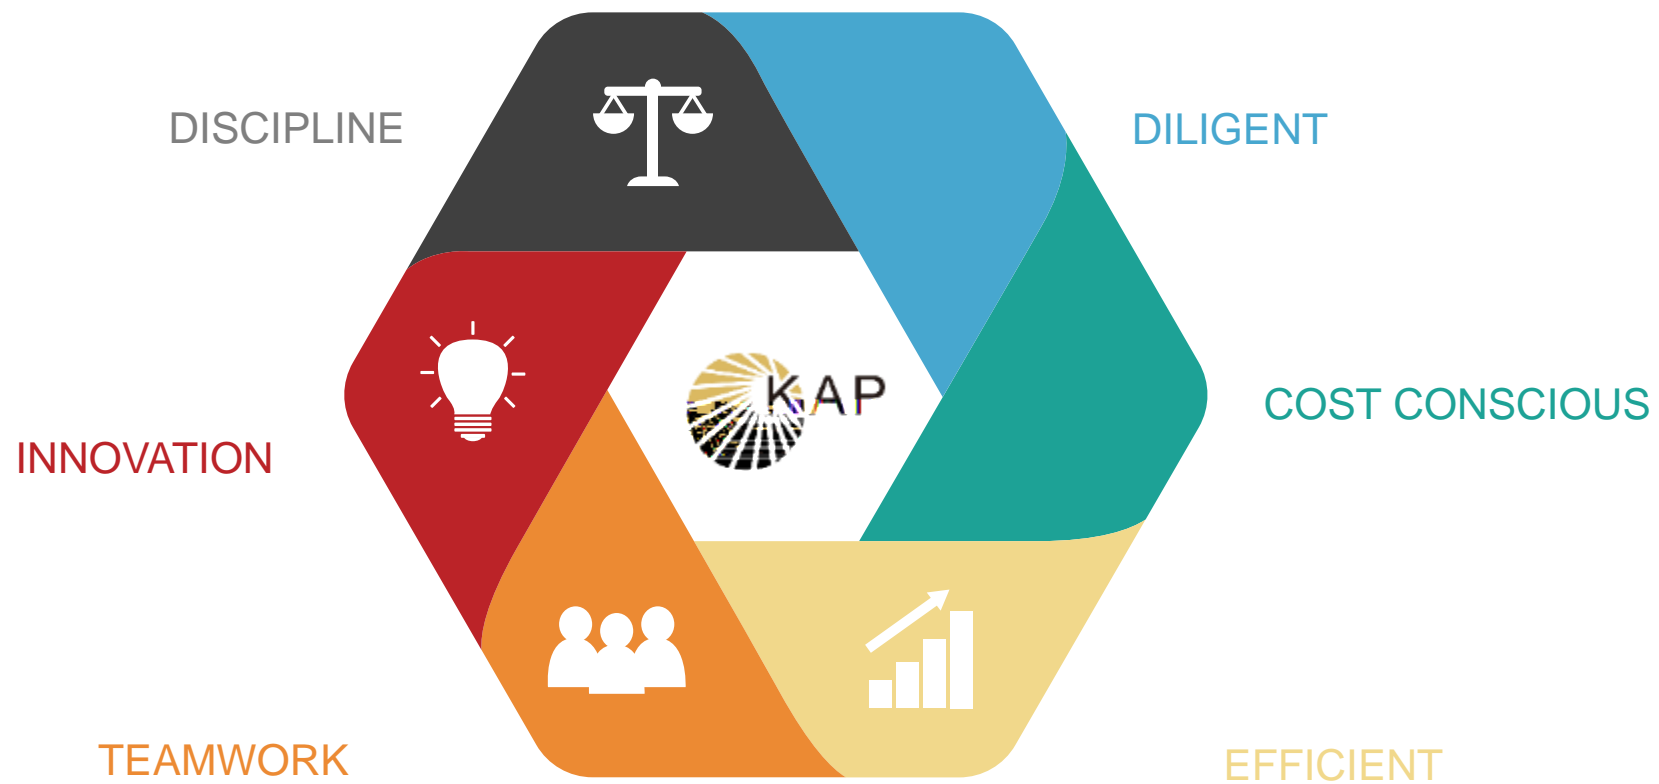 DISCIPLINE
DILIGENT
KAP
COST CONSCIOUS
INNOVATION
TEAMWORK
EFFICIENT